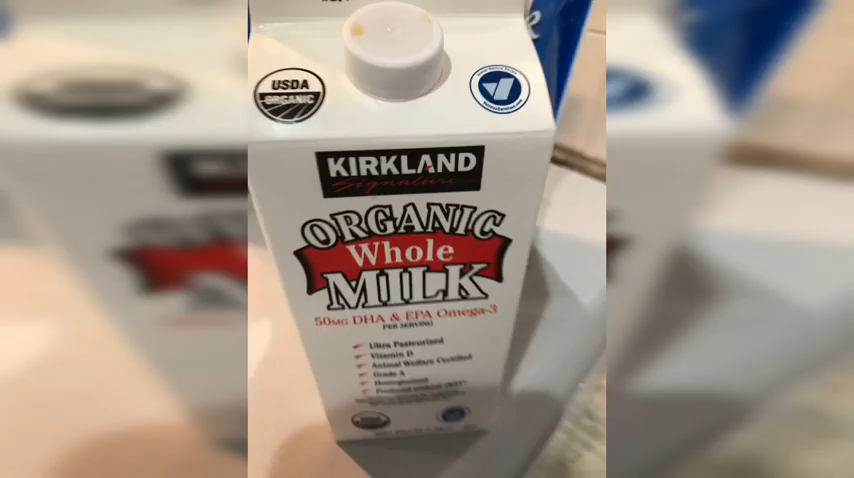 USDA
ORGANIC
KIRKLAND
Signature
ORGANIC
Whole
MILK
50MG DHA & EPA Omega-3
PER SERVING
Ultra Pasteurized
Vitamin D
Animal Welfare Certified
Grade A
Homogenized